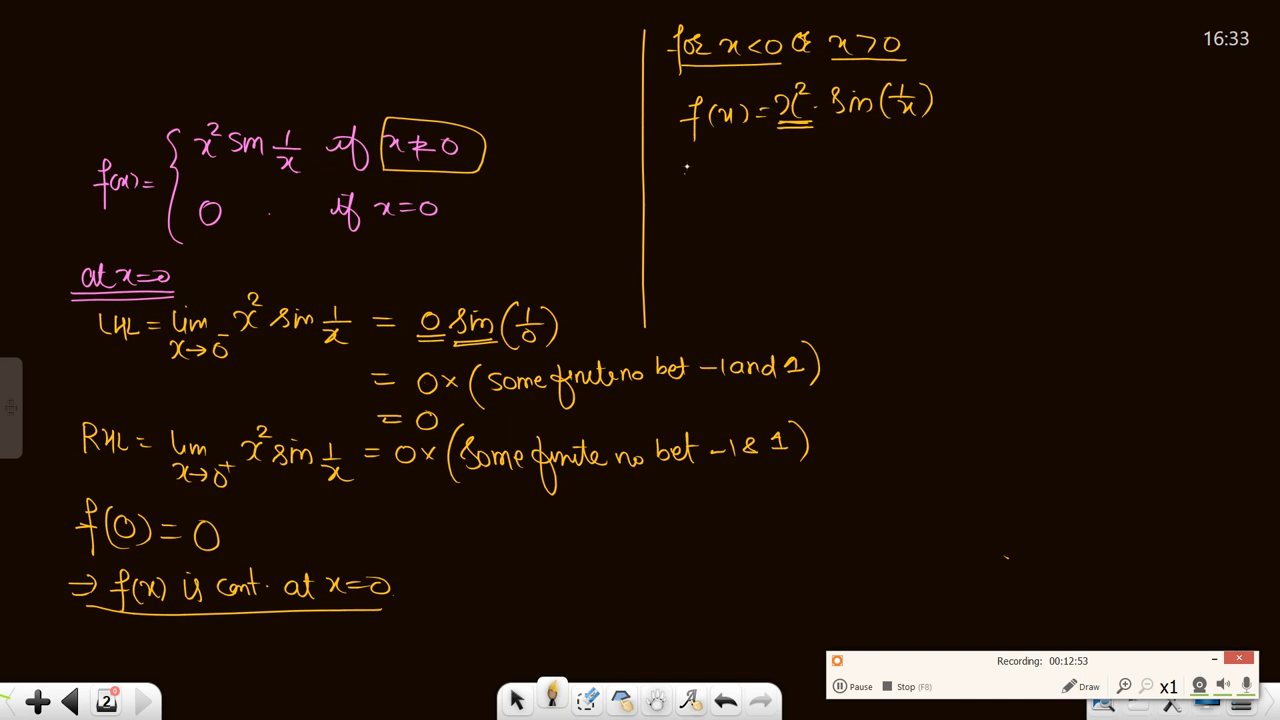 f(x) = { x² sin 1/x if x ≠ 0
0 if x = 0
at x=0
LHL = lim x→0⁻ x² sin 1/x = 0 sin(1/0)
= 0 × (some finite no bet -1 and 1)
= 0
RHL = lim x→0⁺ x² sin 1/x = 0 × (some finite no bet -1 & 1)
f(0) = 0
⇒ f(x) is cont. at x=0
for x<0 or x>0
f(x) = x² · sin(1/x)
16:33
2
0
Recording: 00:12:53
Pause Stop (F8) Draw x1